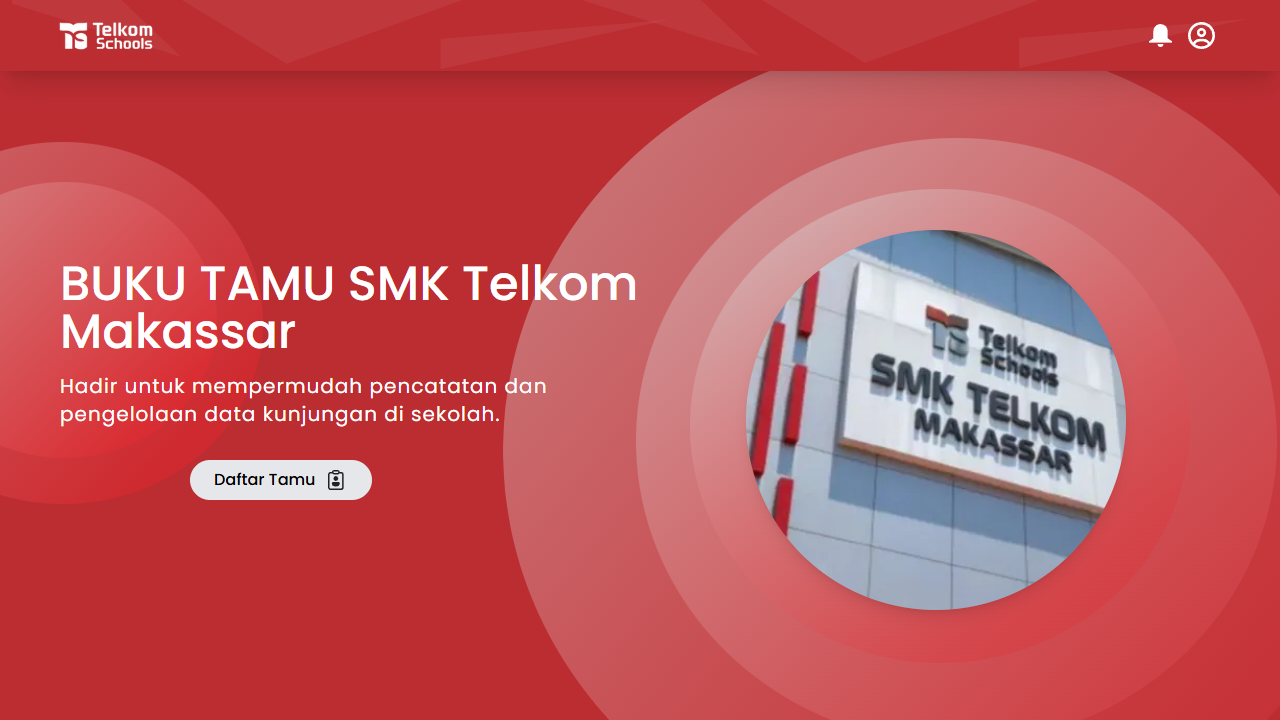 Telkom
Schools
BUKU TAMU SMK Telkom
Makassar
Hadir untuk mempermudah pencatatan dan
pengelolaan data kunjungan di sekolah.
Daftar Tamu
Telkom
Schools
SMK TELKOM
MAKASSAR